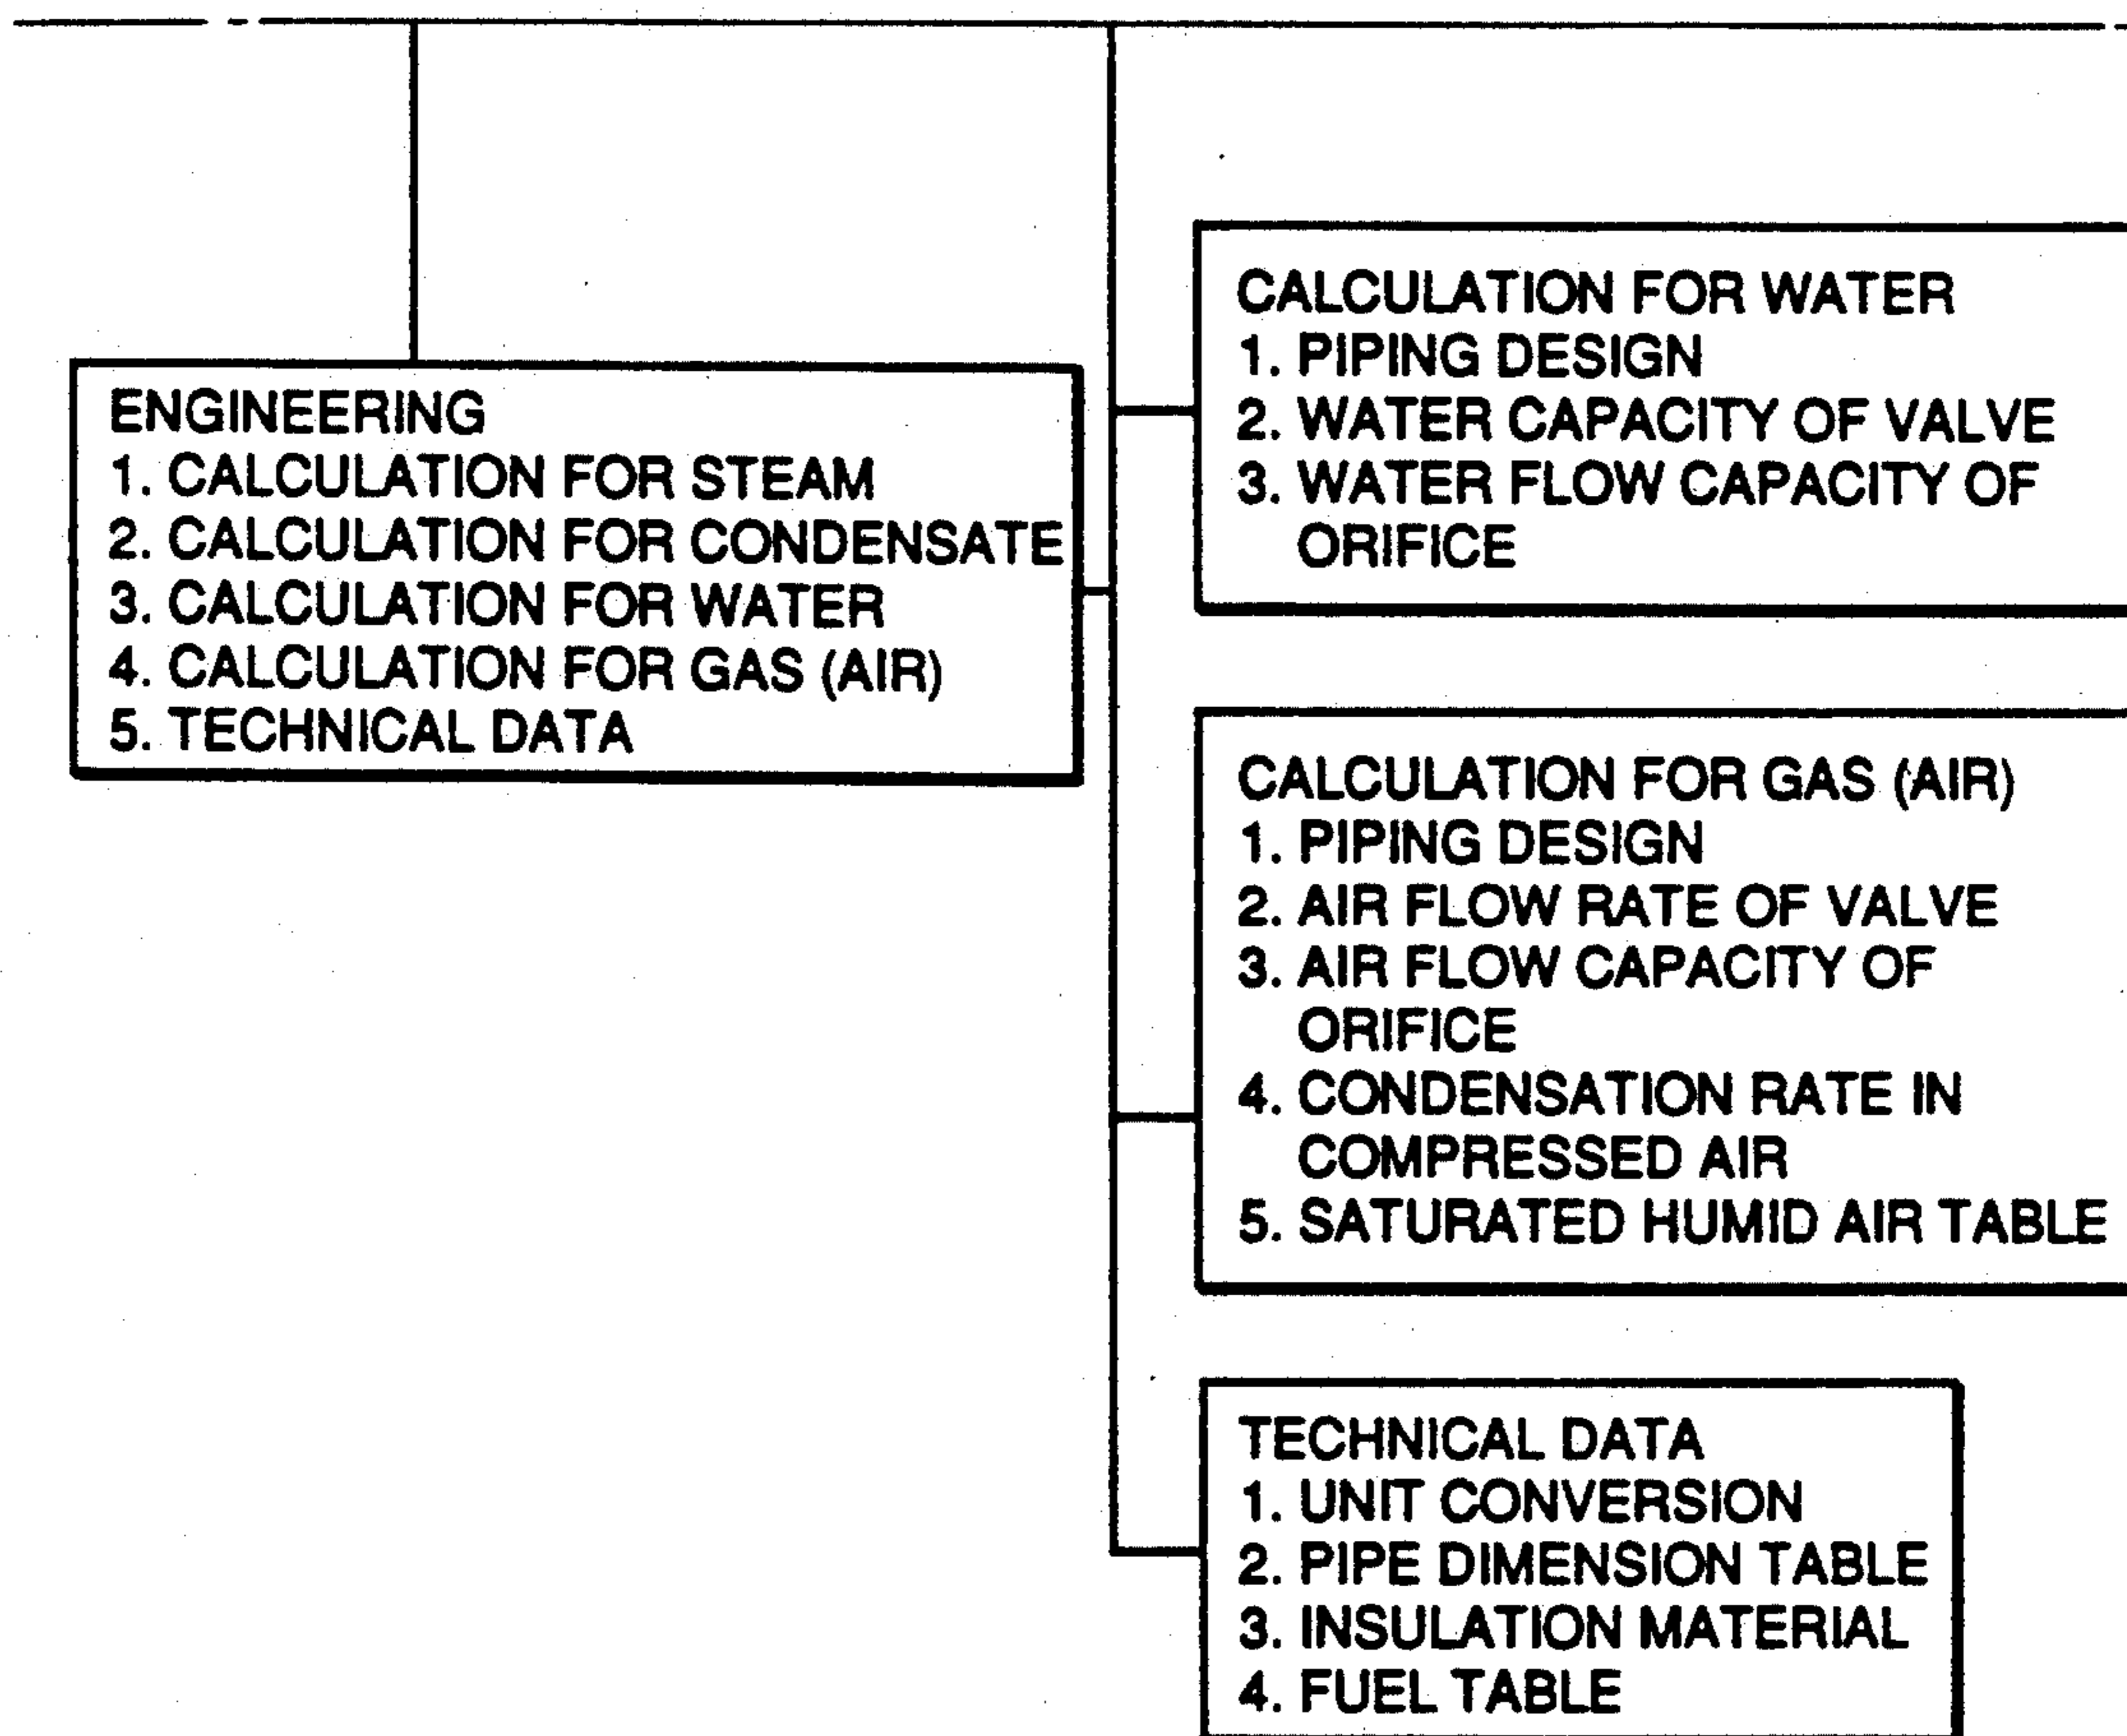 ENGINEERING
1. CALCULATION FOR STEAM
2. CALCULATION FOR CONDENSATE
3. CALCULATION FOR WATER
4. CALCULATION FOR GAS (AIR)
5. TECHNICAL DATA
CALCULATION FOR WATER
1. PIPING DESIGN
2. WATER CAPACITY OF VALVE
3. WATER FLOW CAPACITY OF
ORIFICE
CALCULATION FOR GAS (AIR)
1. PIPING DESIGN
2. AIR FLOW RATE OF VALVE
3. AIR FLOW CAPACITY OF
ORIFICE
4. CONDENSATION RATE IN
COMPRESSED AIR
5. SATURATED HUMID AIR TABLE
TECHNICAL DATA
1. UNIT CONVERSION
2. PIPE DIMENSION TABLE
3. INSULATION MATERIAL
4. FUEL TABLE